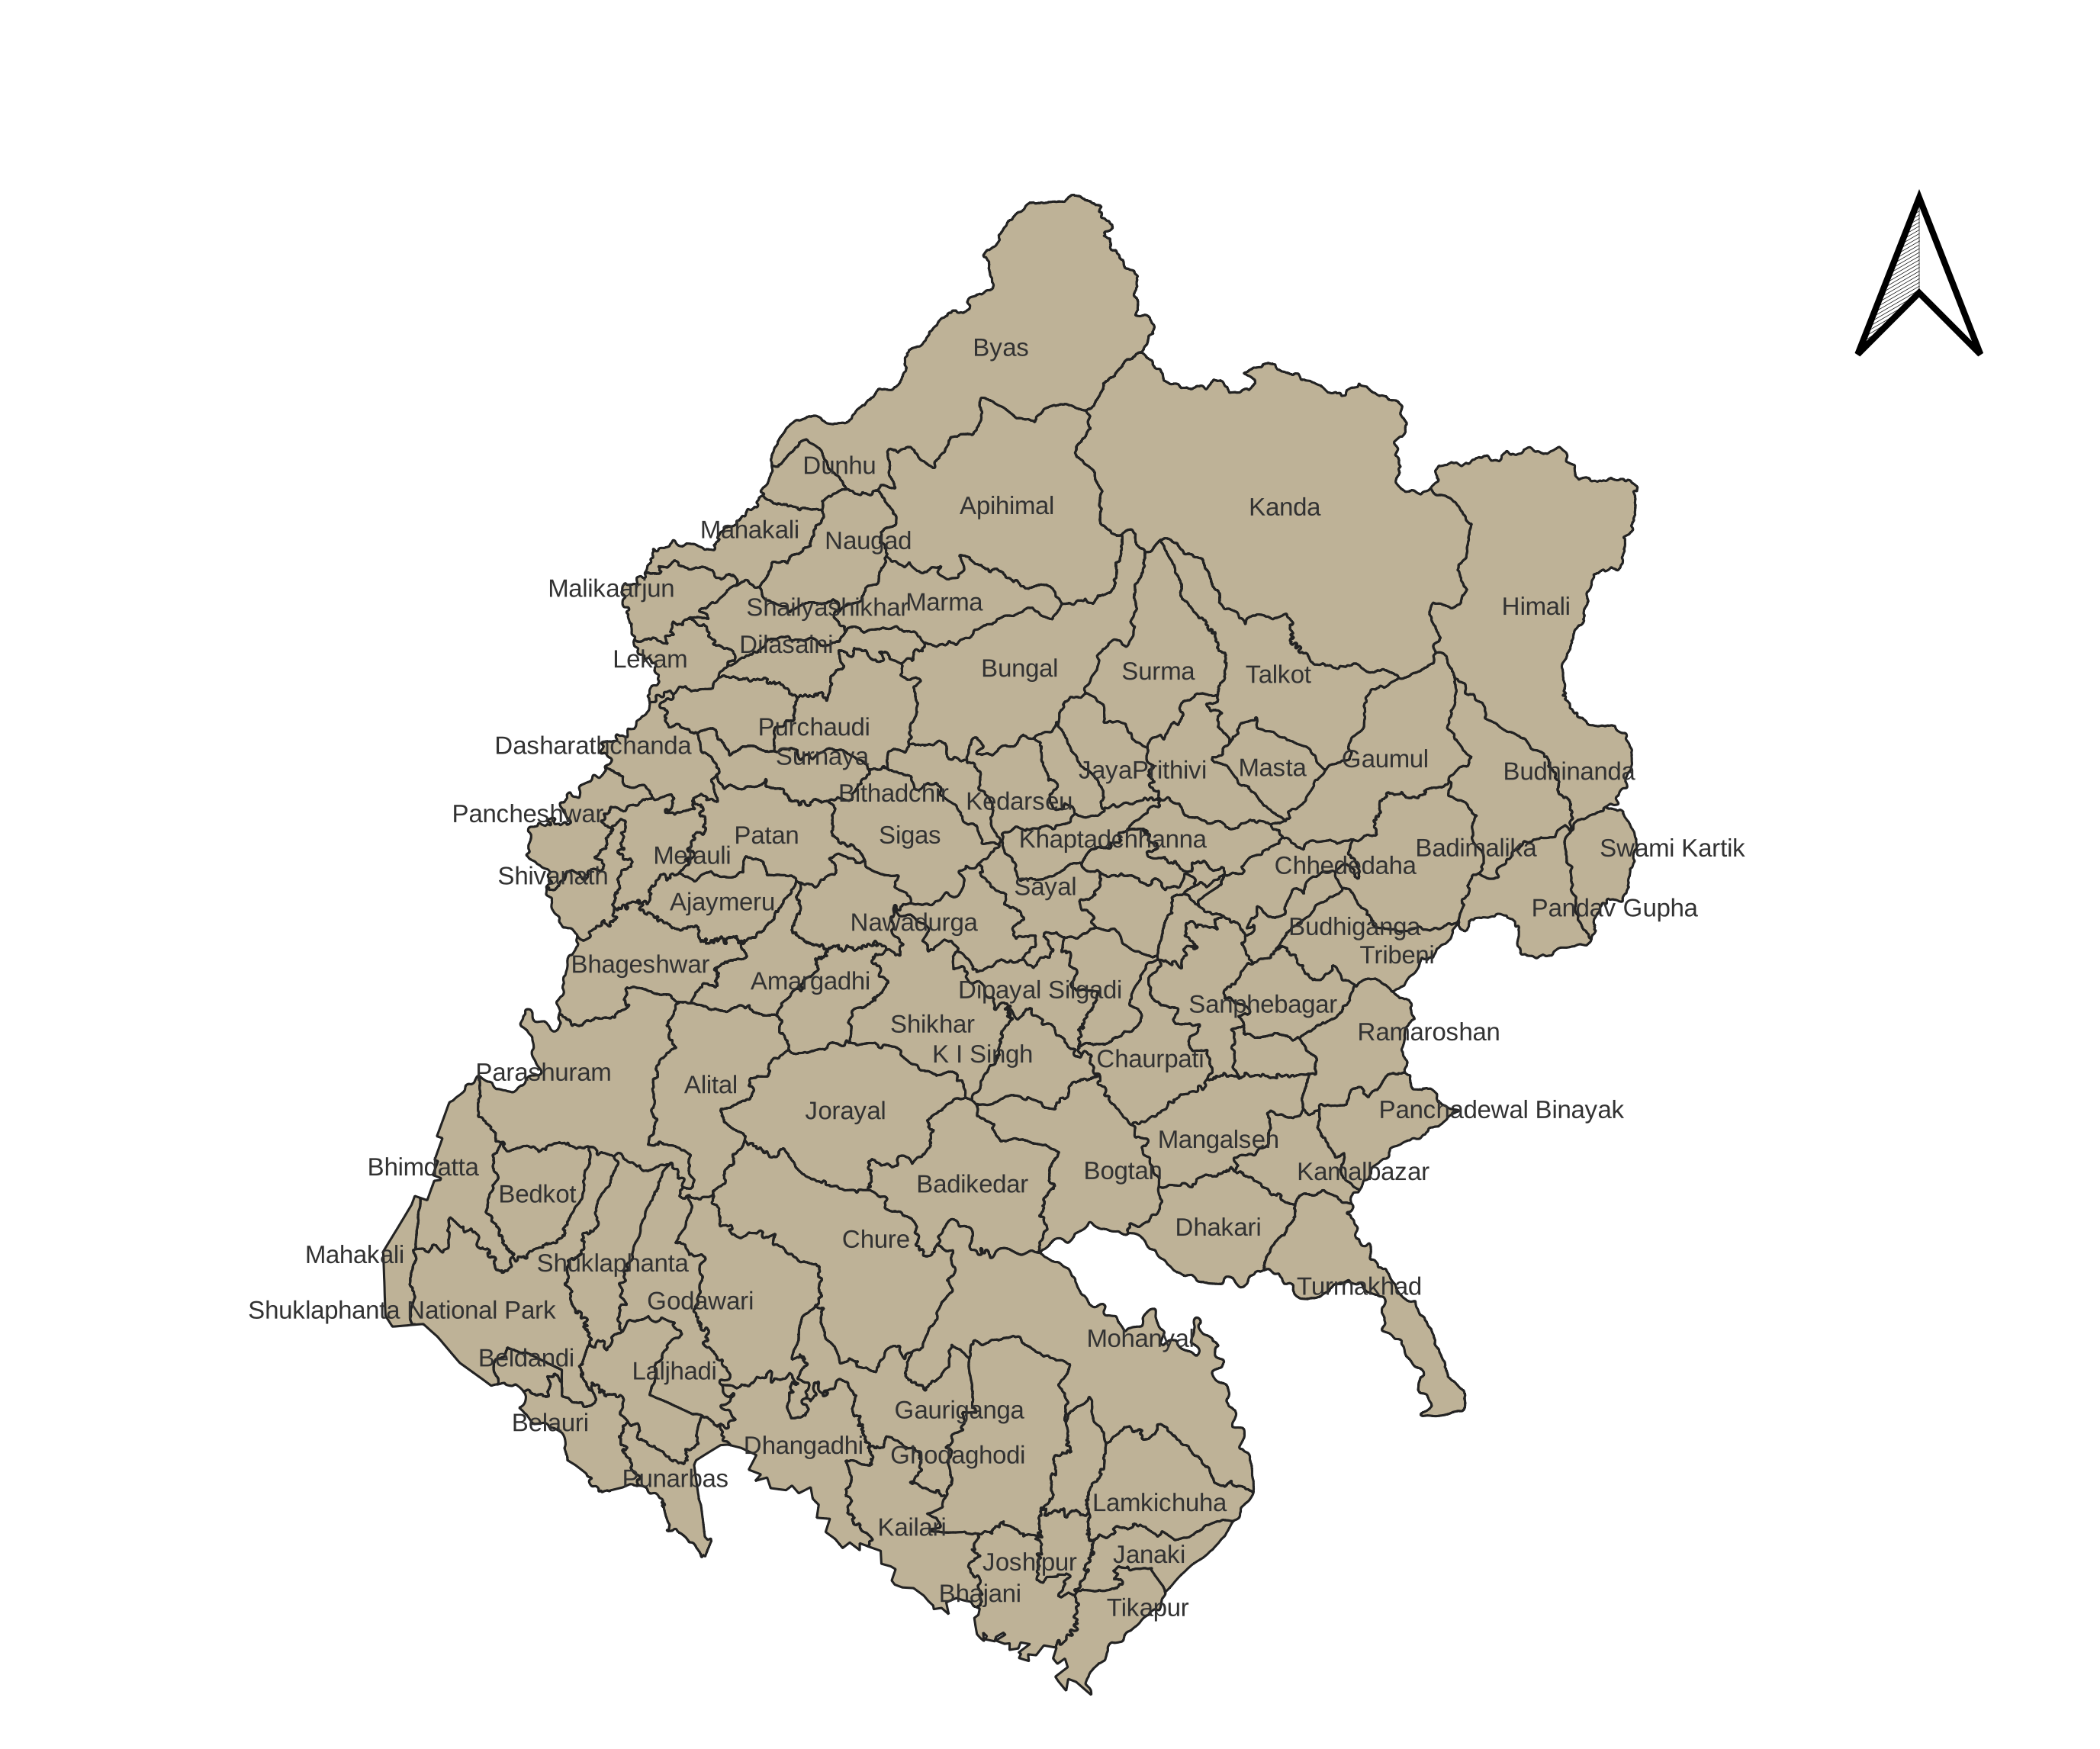 Byas
Dunhu
Apihimal
Kanda
Mahakali
Naugad
Malikaarjun
Shailyashikhar
Marma
Himali
Dilasaini
Lekam
Bungal
Surma
Talkot
Purchaudi
Dasharathchanda
Surnaya
Gaumul
JayaPrithivi
Masta
Budhinanda
Bithadchir
Kedarseu
Pancheshwar
Patan
Sigas
Khaptadchhanna
Melauli
Badimalika
Swami Kartik
Chhededaha
Shivanath
Sayal
Ajaymeru
Pandav Gupha
Nawadurga
Budhiganga
Tribeni
Bhageshwar
Amargadhi
Dipayal Silgadi
Sanphebagar
Shikhar
Ramaroshan
K I Singh
Chaurpati
Parashuram
Alital
Jorayal
Panchadewal Binayak
Mangalsen
Bhimdatta
Bogtan
Kamalbazar
Badikedar
Bedkot
Dhakari
Chure
Mahakali
Shuklaphanta
Turmakhad
Godawari
Shuklaphanta National Park
Mohanyal
Beldandi
Laljhadi
Gauriganga
Belauri
Dhangadhi
Ghodaghodi
Punarbas
Lamkichuha
Kailari
Janaki
Joshipur
Bhajani
Tikapur